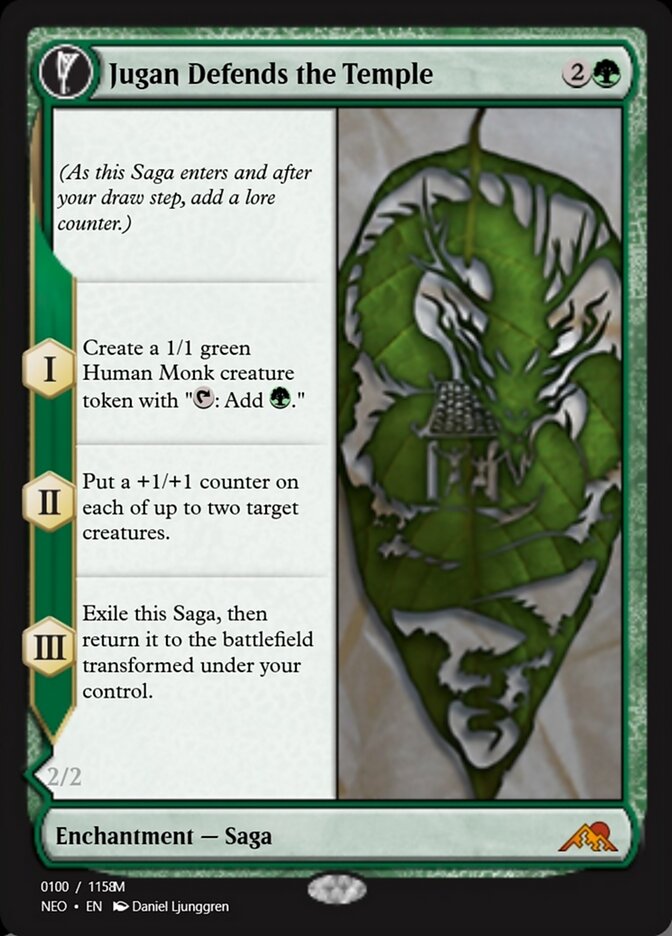 Jugan Defends the Temple 2
(As this Saga enters and after
your draw step, add a lore
counter.)
I
Create a 1/1 green
Human Monk creature
token with ": Add ."
II
Put a +1/+1 counter on
each of up to two target
creatures.
III
Exile this Saga, then
return it to the battlefield
transformed under your
control.
2/2
Enchantment — Saga
0100 / 1158M
NEO • EN Daniel Ljunggren